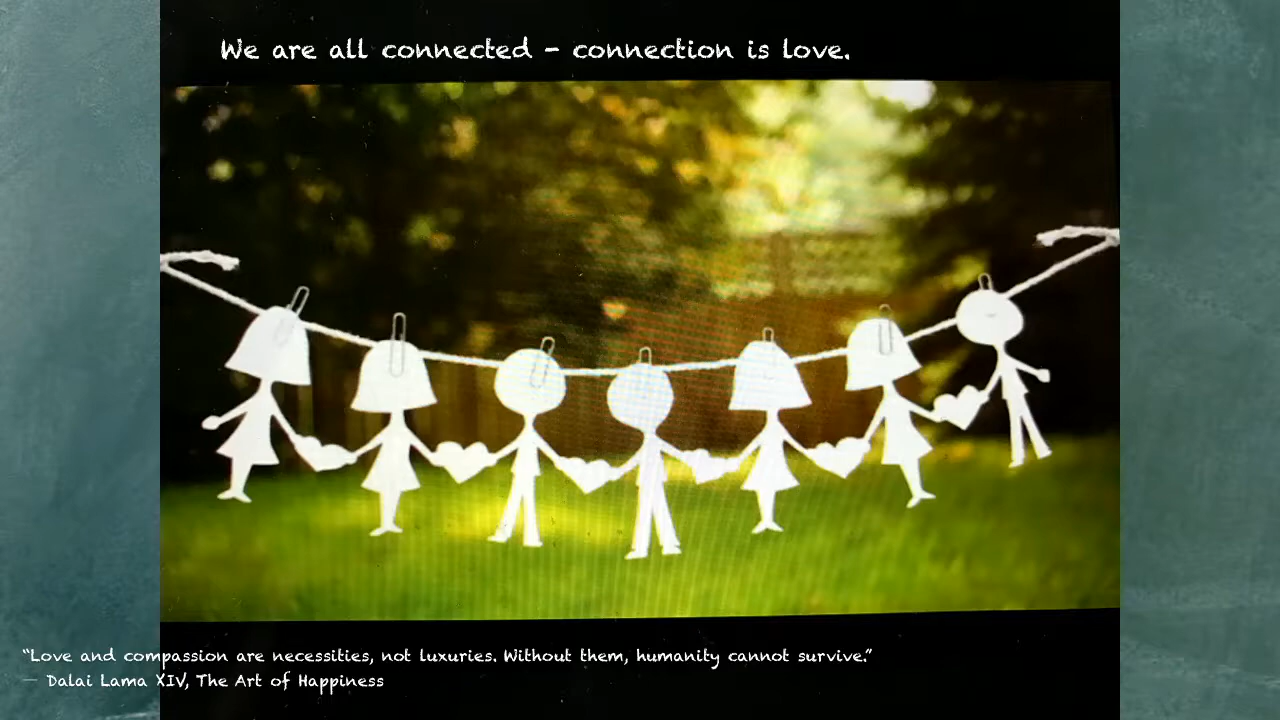 We are all connected - connection is love.
“Love and compassion are necessities, not luxuries. Without them, humanity cannot survive.”
― Dalai Lama XIV, The Art of Happiness